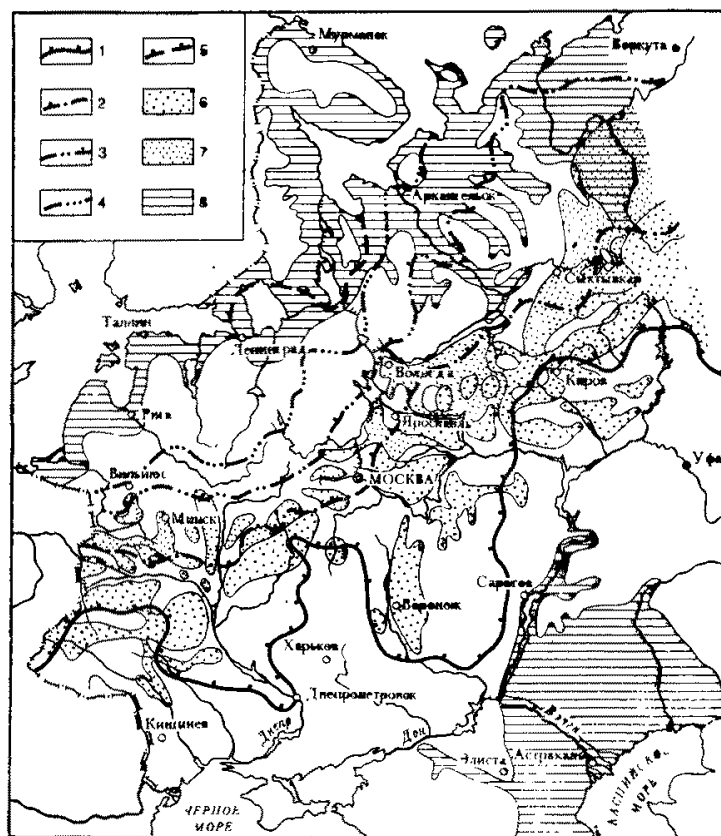 1
5
2
6
3
7
4
8
Мурманск
Воркута
Архангельск
Сыктывкар
Таллин
Ленинград
Вологда
Киров
Рига
Ярославль
Вильнюс
МОСКВА
Уфа
Минск
Саратов
Воронеж
Харьков
Днепропетровск
Кишинев
Днепр
Дон
Волга
Элиста
Астрахань
ЧЕРНОЕ
МОРЕ
КАСПИЙСКОЕ
МОРЕ